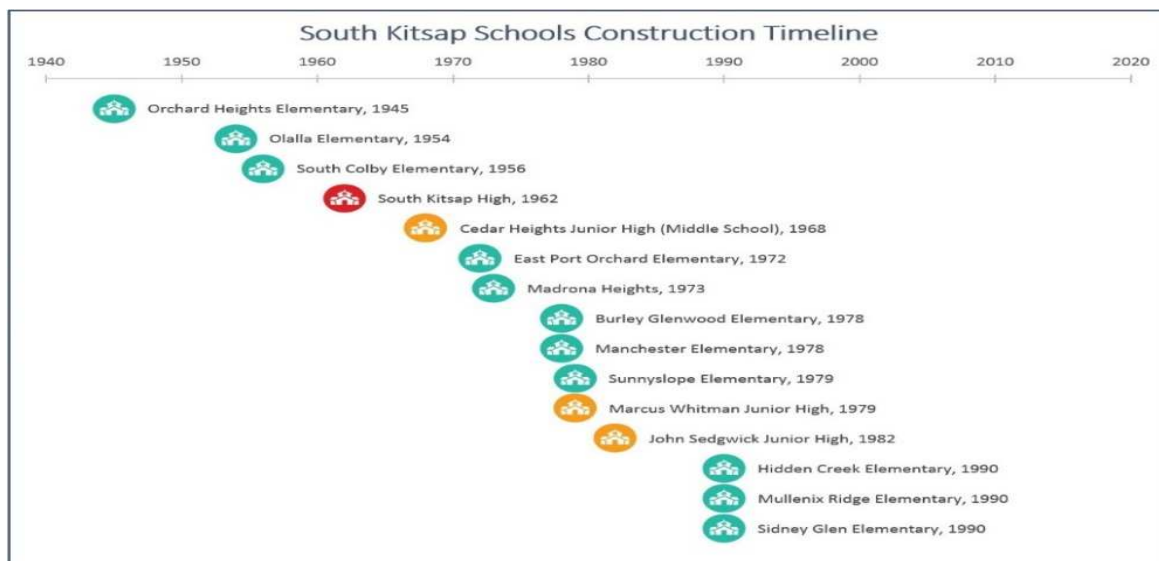 South Kitsap Schools Construction Timeline
1940 1950 1960 1970 1980 1990 2000 2010 2020
Orchard Heights Elementary, 1945
Olalla Elementary, 1954
South Colby Elementary, 1956
South Kitsap High, 1962
Cedar Heights Junior High (Middle School), 1968
East Port Orchard Elementary, 1972
Madrona Heights, 1973
Burley Glenwood Elementary, 1978
Manchester Elementary, 1978
Sunnyslope Elementary, 1979
Marcus Whitman Junior High, 1979
John Sedgwick Junior High, 1982
Hidden Creek Elementary, 1990
Mullenix Ridge Elementary, 1990
Sidney Glen Elementary, 1990